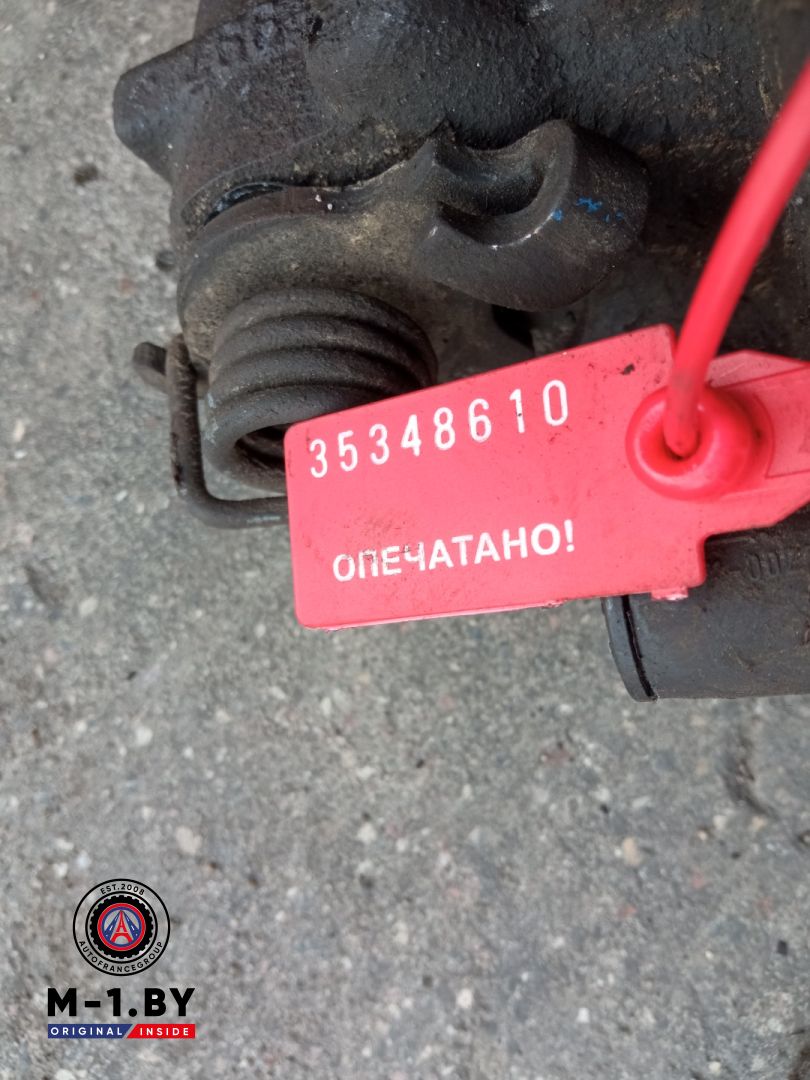 35348610
ОПЕЧАТАНО!
EST.2008
AUTOFRANCEGROUP
M-1.BY
ORIGINAL INSIDE